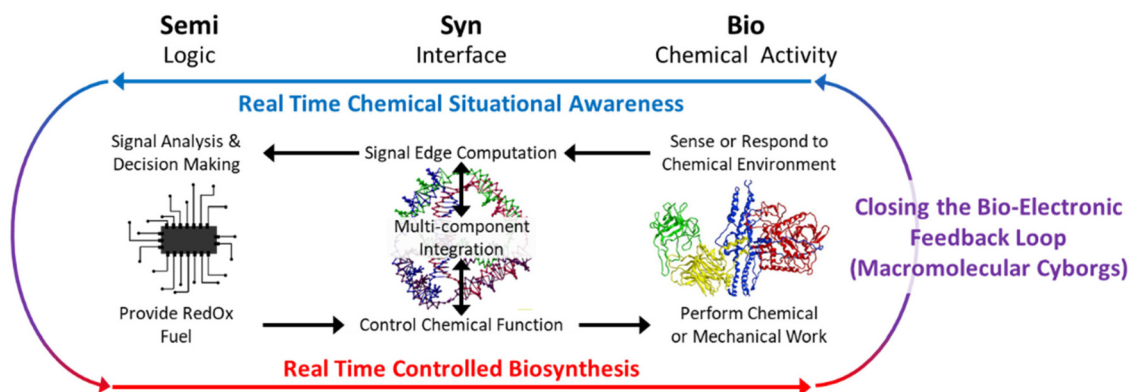 Semi
Logic
Syn
Interface
Bio
Chemical Activity
Real Time Chemical Situational Awareness
Signal Analysis &
Decision Making
Signal Edge Computation
Sense or Respond to
Chemical Environment
Multi-component
Integration
Closing the Bio-Electronic
Feedback Loop
(Macromolecular Cyborgs)
Provide RedOx
Fuel
Control Chemical Function
Perform Chemical
or Mechanical Work
Real Time Controlled Biosynthesis